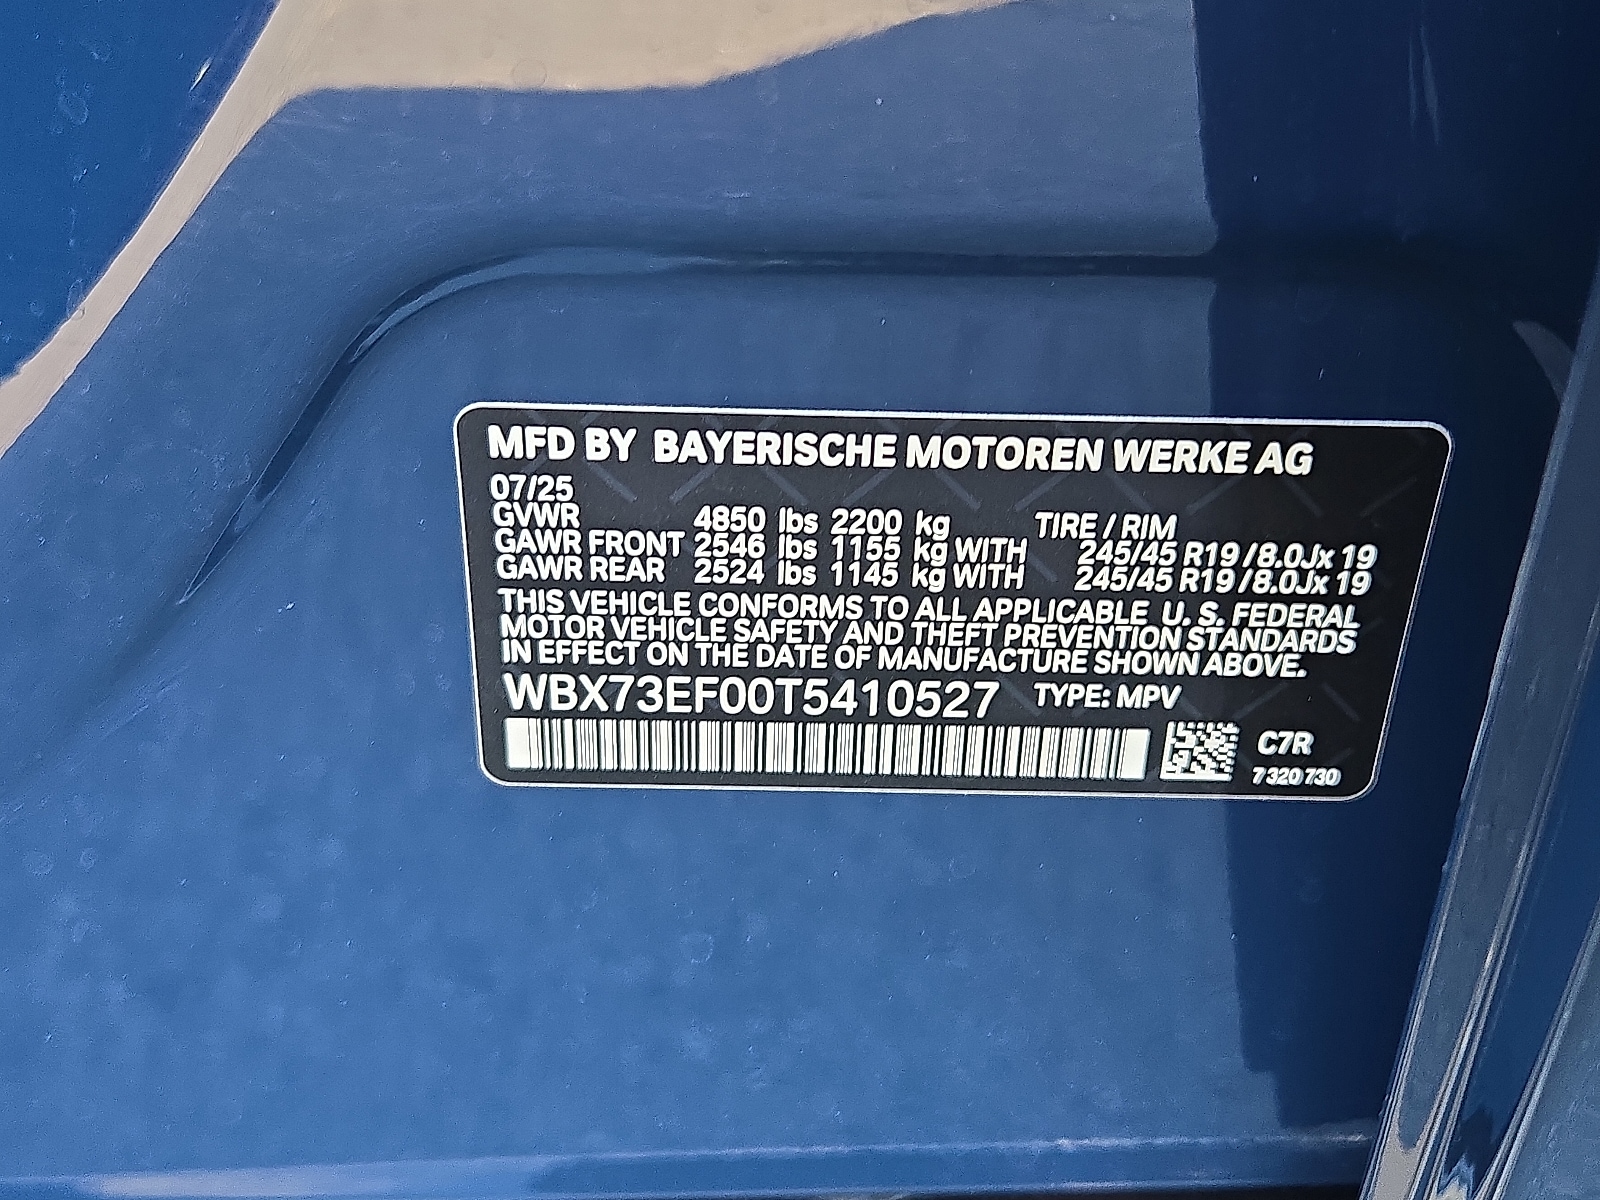 MFD BY BAYERISCHE MOTOREN WERKE AG
07/25
GVWR 4850 lbs 2200 kg TIRE / RIM
GAWR FRONT 2546 lbs 1155 kg WITH 245/45 R19 / 8.0Jx 19
GAWR REAR 2524 lbs 1145 kg WITH 245/45 R19 / 8.0Jx 19
THIS VEHICLE CONFORMS TO ALL APPLICABLE U. S. FEDERAL
MOTOR VEHICLE SAFETY AND THEFT PREVENTION STANDARDS
IN EFFECT ON THE DATE OF MANUFACTURE SHOWN ABOVE.
WBX73EF00T5410527 TYPE: MPV
C7R
7 320 730